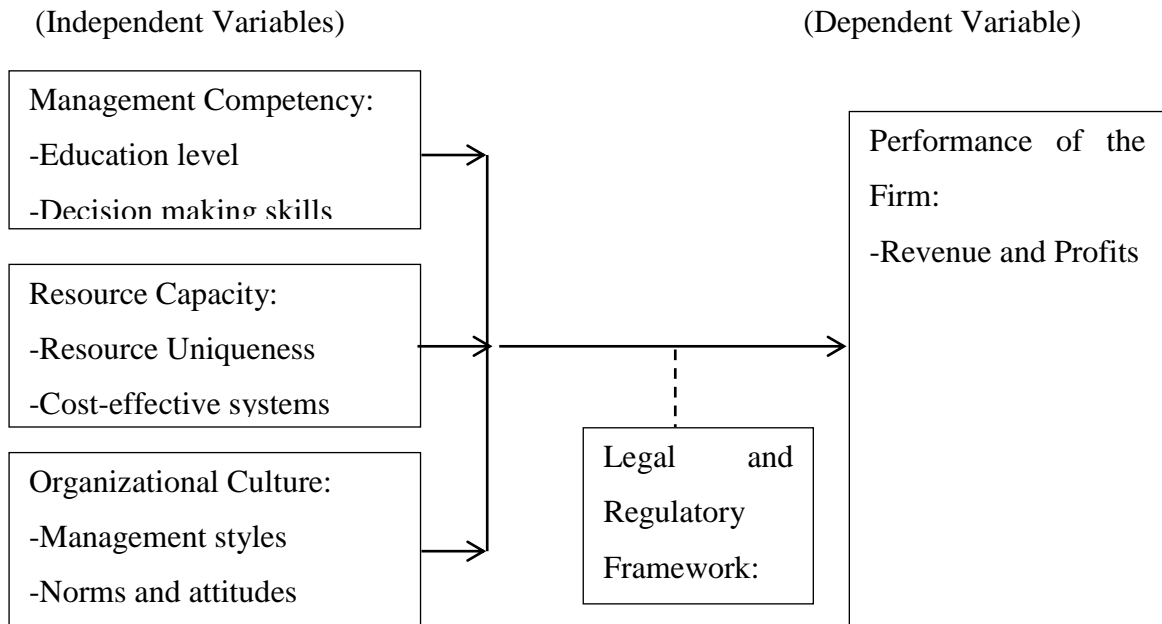 (Independent Variables)
(Dependent Variable)
Management Competency:
-Education level
-Decision making skills
Resource Capacity:
-Resource Uniqueness
-Cost-effective systems
Organizational Culture:
-Management styles
-Norms and attitudes
Legal and
Regulatory
Framework:
Performance of the
Firm:
-Revenue and Profits